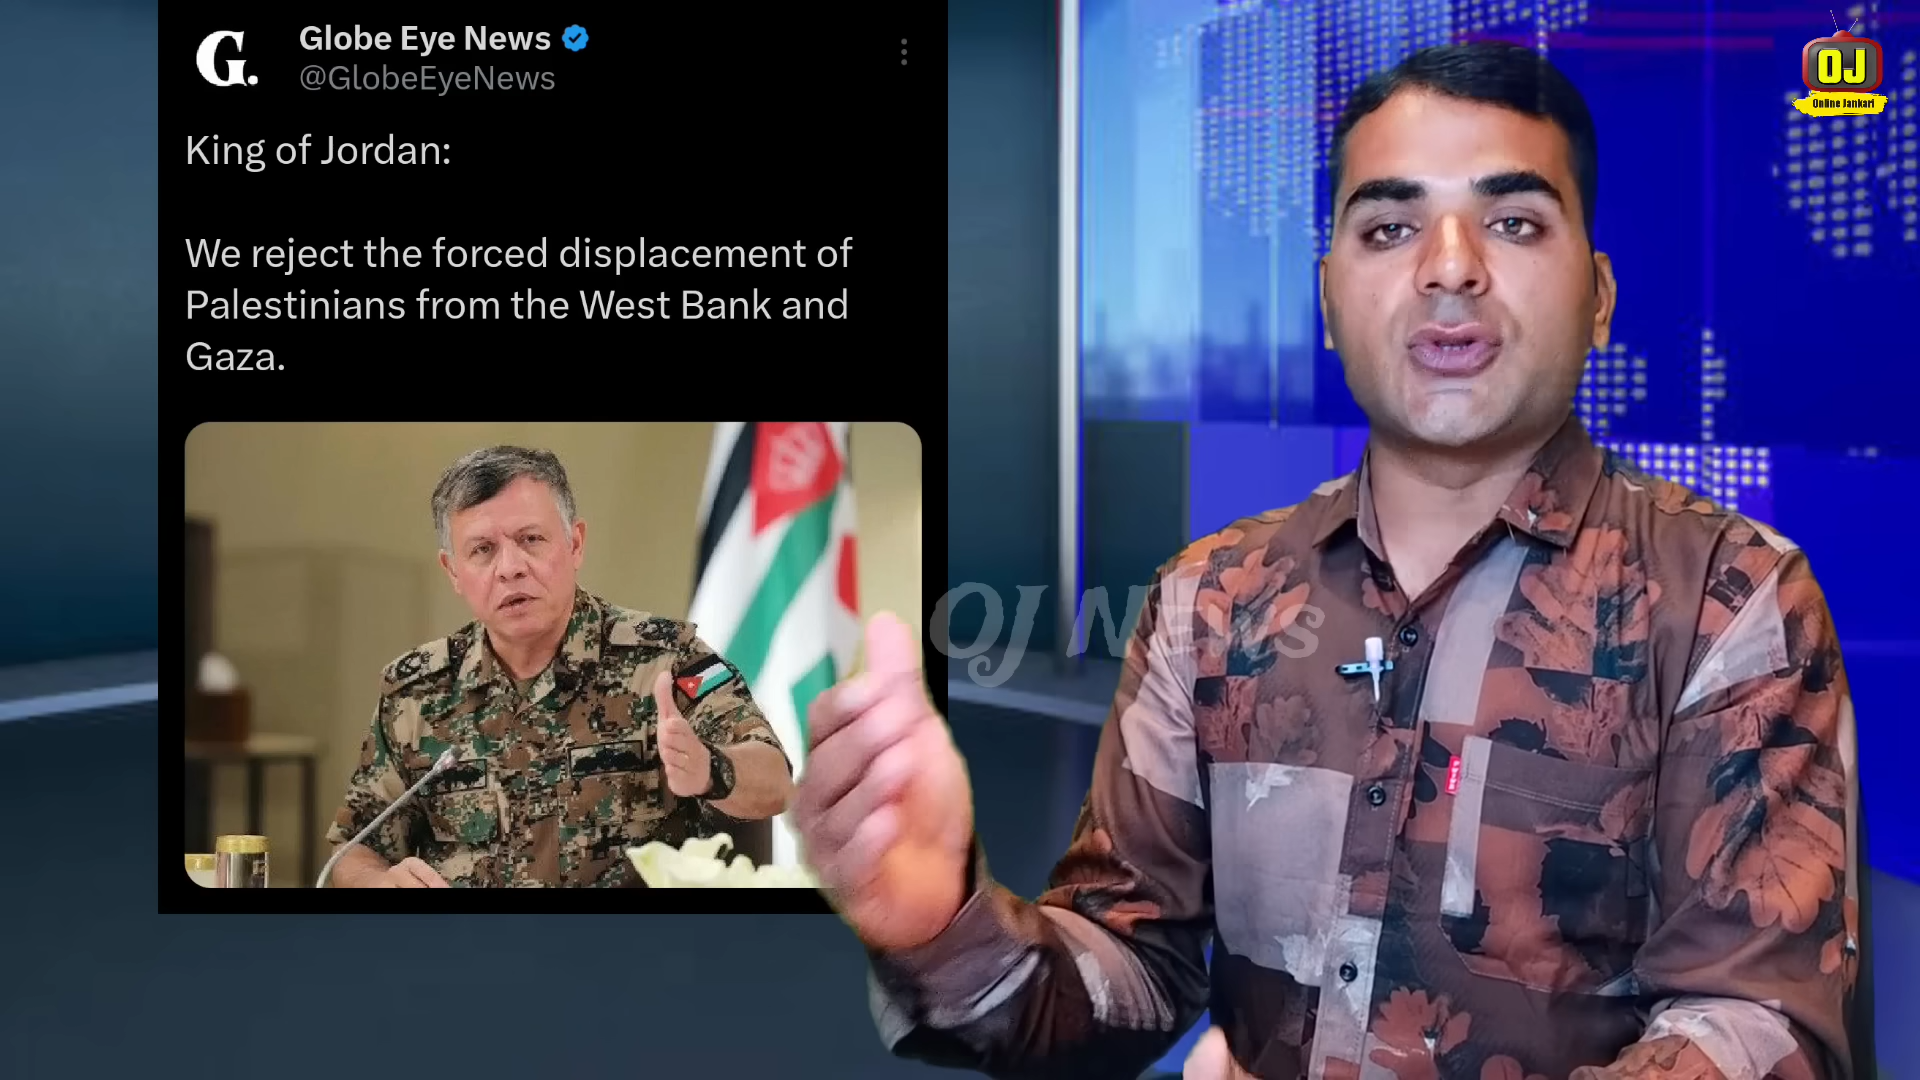 Globe Eye News
@GlobeEyeNews
King of Jordan:
We reject the forced displacement of
Palestinians from the West Bank and
Gaza.
G.
OJ
Online Jankari
OJ News